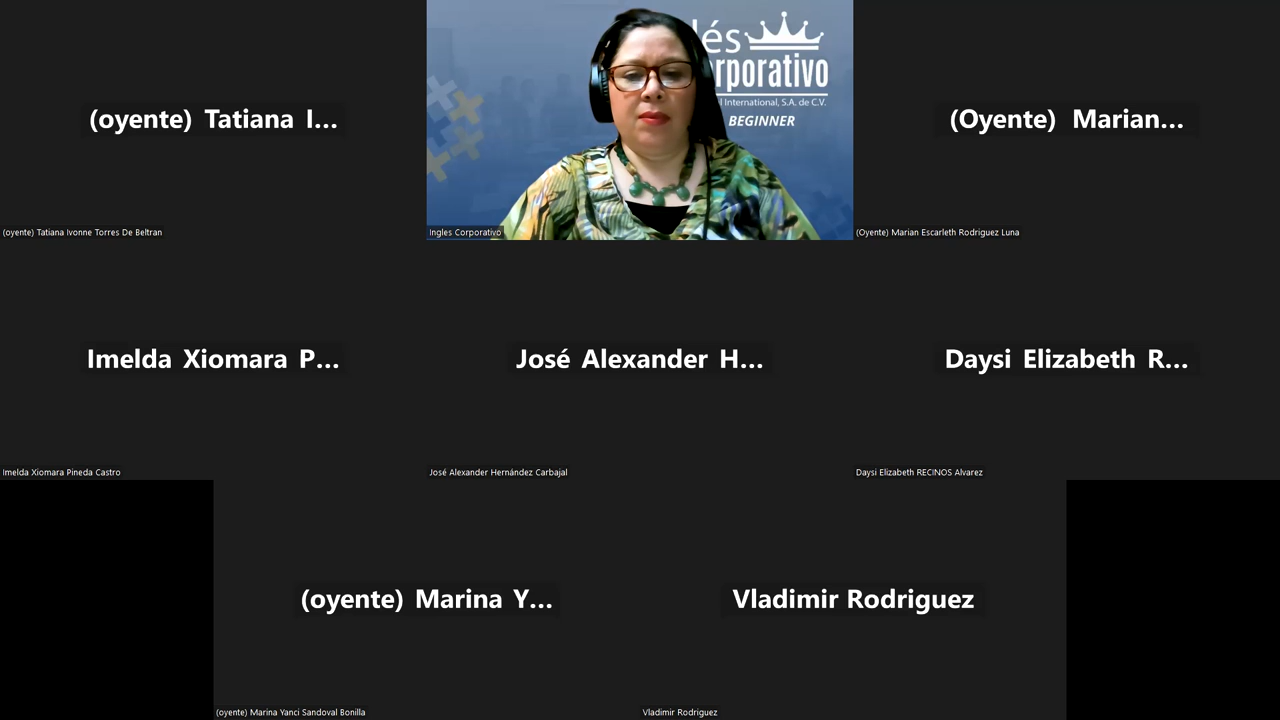 (oyente) Tatiana I...
(oyente) Tatiana Ivonne Torres De Beltran
lés
rporativo
l International, S.A. de C.V.
BEGINNER
Ingles Corporativo
(Oyente) Marian...
(Oyente) Marian Escarleth Rodriguez Luna
Imelda Xiomara P...
Imelda Xiomara Pineda Castro
José Alexander H...
José Alexander Hernández Carbajal
Daysi Elizabeth R...
Daysi Elizabeth RECINOS Alvarez
(oyente) Marina Y...
(oyente) Marina Yanci Sandoval Bonilla
Vladimir Rodriguez
Vladimir Rodriguez